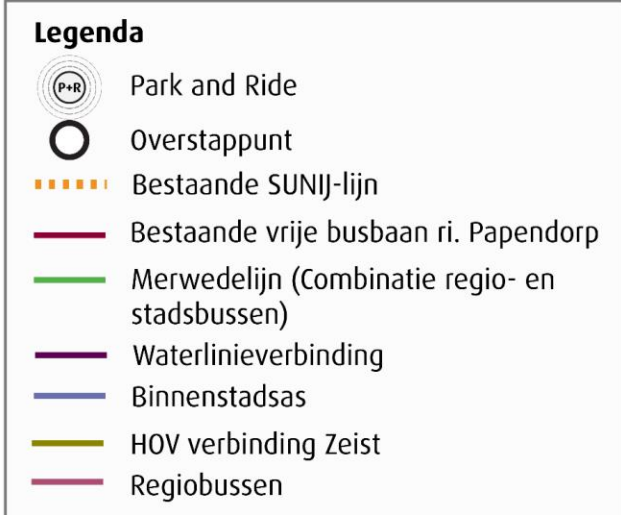 Legenda
P+R Park and Ride
Overstappunt
Bestaande SUNIJ-lijn
Bestaande vrije busbaan ri. Papendorp
Merwedelijn (Combinatie regio- en
stadsbussen)
Waterlinieverbinding
Binnenstadsas
HOV verbinding Zeist
Regiobussen